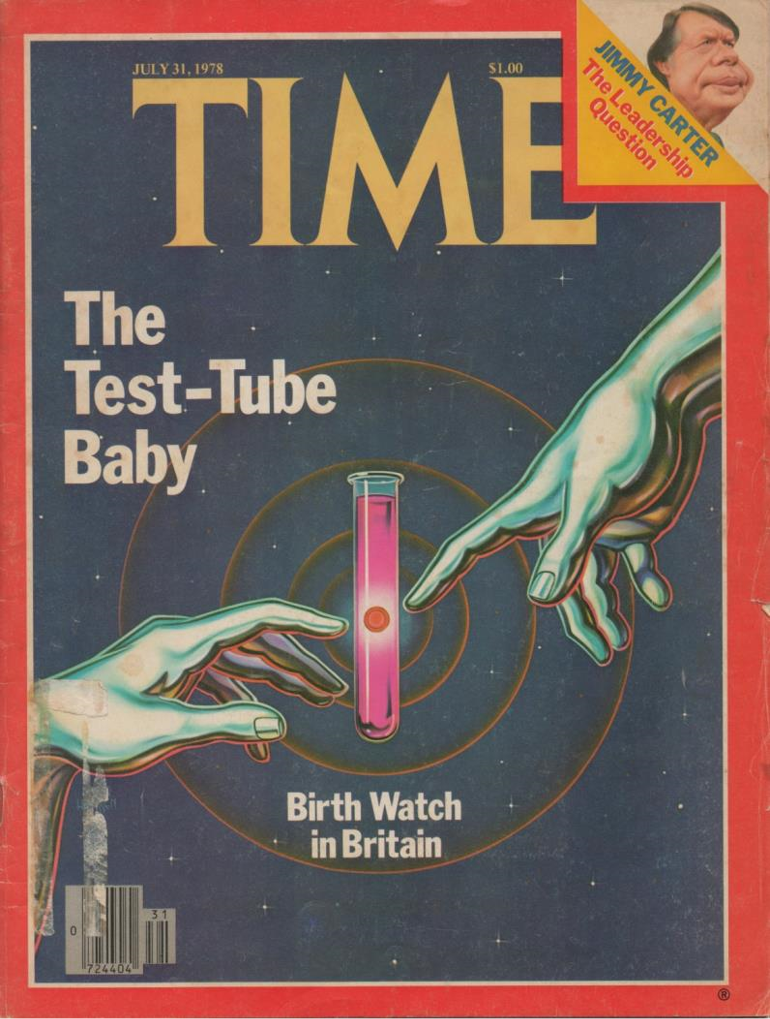 JULY 31, 1978
$1.00
TIME
JIMMY CARTER
The Leadership
Question
The
Test-Tube
Baby
Birth Watch
in Britain
31
0
724404
®